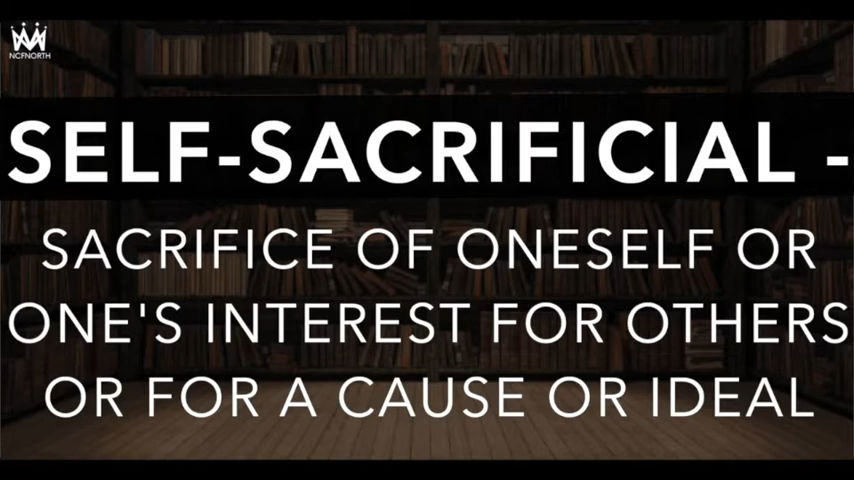 NCFNORTH
SELF-SACRIFICIAL -
SACRIFICE OF ONESELF OR
ONE'S INTEREST FOR OTHERS
OR FOR A CAUSE OR IDEAL